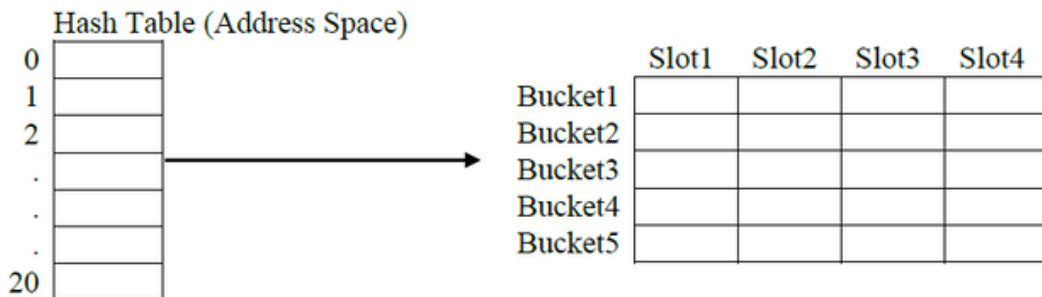 Hash Table (Address Space)
0
1
2
.
.
.
20
Slot1 Slot2 Slot3 Slot4
Bucket1
Bucket2
Bucket3
Bucket4
Bucket5